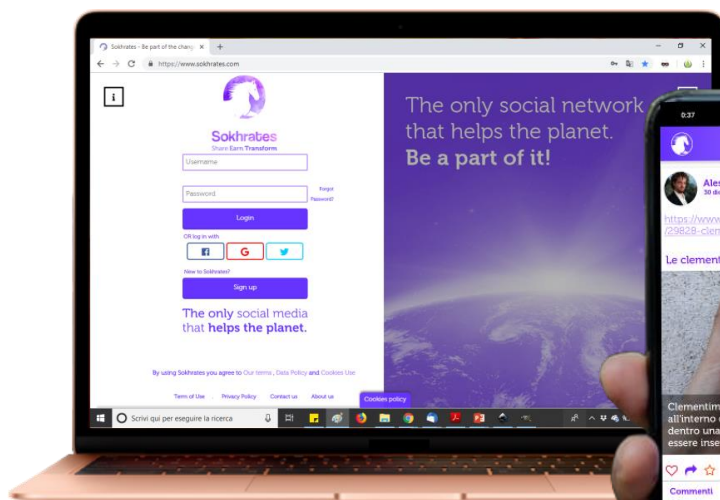 Sokhrates - Be part of the chang
https://www.sokhrates.com
i
Sokhrates
Share Earn Transform
Username
Password
Forgot
Password?
Login
OR log in with
G
New to Sokhrates?
Sign up
The only social media
that helps the planet.
By using Sokhrates you agree to Our terms , Data Policy and Cookies Use
Term of Use
Privacy Policy
Contact us
About us
Cookies policy
The only social network
that helps the planet.
Be a part of it!
Scrivi qui per eseguire la ricerca
0:37
Ales
30 di
https://www
/29828-clem
Le clement
Clementim
all'interno
dentro una
essere inse
Commenti